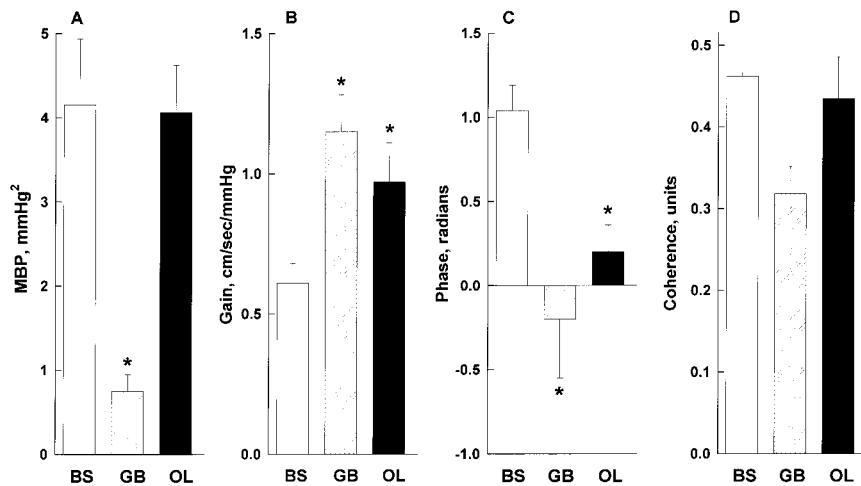 A
MBP, mmHg2
5
4
3
2
1
0
*
BS GB OL
B
Gain, cm/sec/mmHg
1.5
1.0
0.5
0.0
*
*
BS GB OL
C
Phase, radians
1.5
1.0
0.5
0.0
-0.5
-1.0
*
*
BS GB OL
D
Coherence, units
0.5
0.4
0.3
0.2
0.1
0.0
BS GB OL